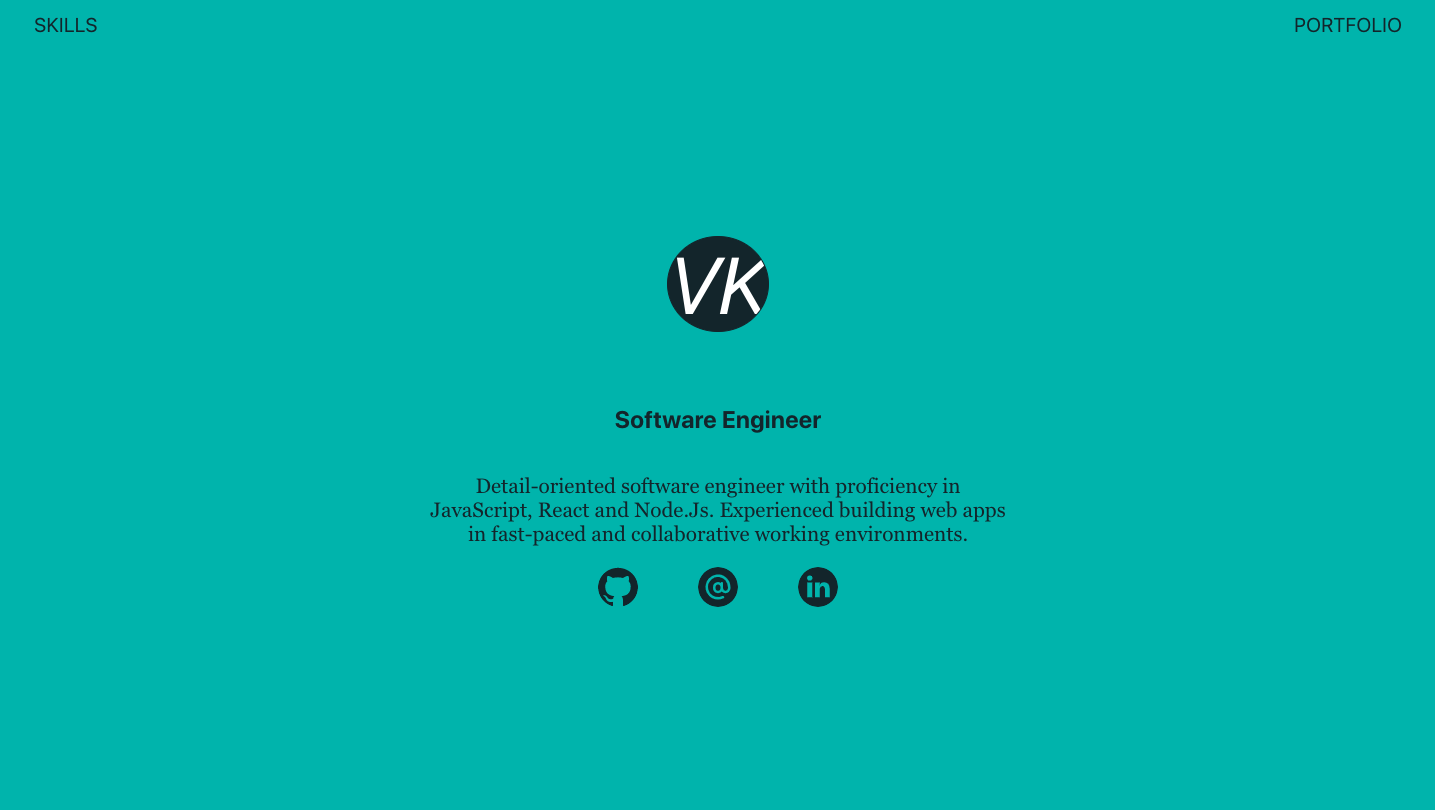 SKILLS
PORTFOLIO
VK
Software Engineer
Detail-oriented software engineer with proficiency in
JavaScript, React and Node.Js. Experienced building web apps
in fast-paced and collaborative working environments.
@
in